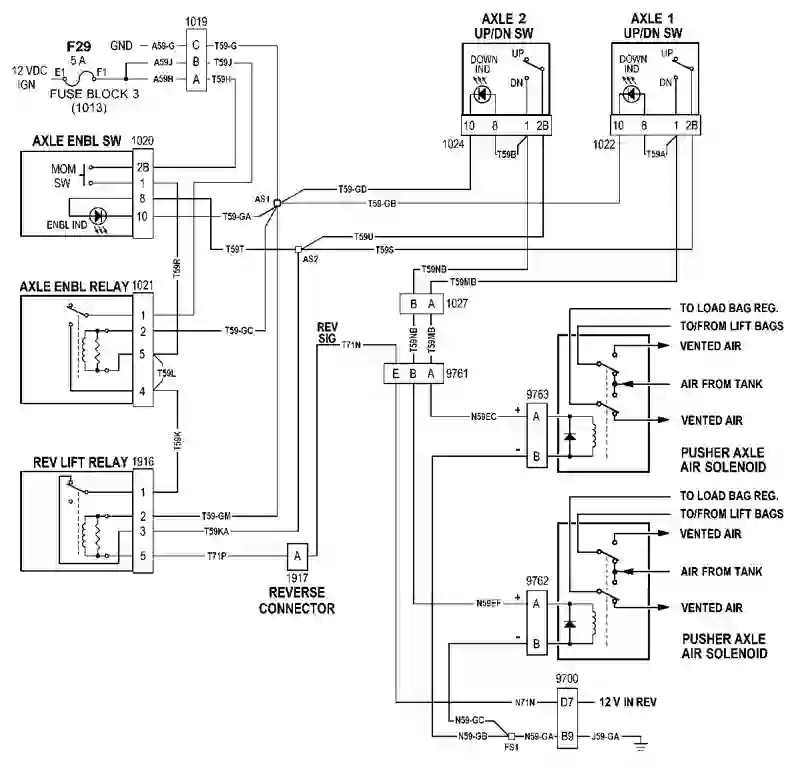 1019
AXLE 2
UP/DN SW
AXLE 1
UP/DN SW
F29
5 A
12 VDC
IGN
E1
F1
FUSE BLOCK 3
(1013)
GND
A59-G
C
T59-G
A59J
B
T59J
A59H
A
T59H
DOWN
IND
UP
DN
10
8
1
2B
1024
T59B
DOWN
IND
UP
DN
10
8
1
2B
1022
T59A
AXLE ENBL SW
1020
MOM
SW
ENBL IND
2B
1
8
10
T59-GA
AS1
T59-GD
T59-GB
T59T
AS2
T59U
T59S
T59R
AXLE ENBL RELAY
1021
1
2
5
4
T59-GC
T59L
T59K
T59NB
T59MB
B
A
1027
T59NB
T59MB
REV
SIG
T71N
E
B
A
9761
REV LIFT RELAY
1916
1
2
3
5
T59-GM
T59KA
T71P
A
1917
REVERSE
CONNECTOR
TO LOAD BAG REG.
TO/FROM LIFT BAGS
VENTED AIR
AIR FROM TANK
VENTED AIR
PUSHER AXLE
AIR SOLENOID
9763
N59EC
+
A
-
B
TO LOAD BAG REG.
TO/FROM LIFT BAGS
VENTED AIR
AIR FROM TANK
VENTED AIR
PUSHER AXLE
AIR SOLENOID
9762
N59EF
+
A
-
B
9700
N71N
D7
12 V IN REV
N59-GC
N59-GB
FS1
N59-GA
B9
J59-GA